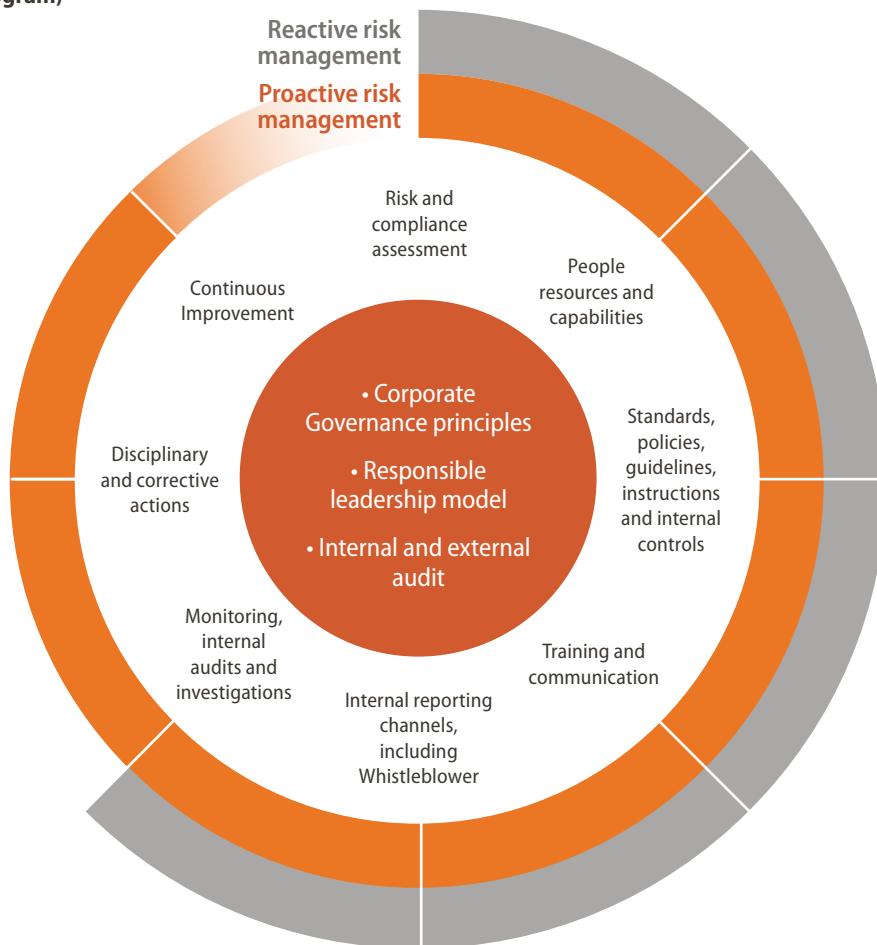 ogram)
Reactive risk
management
Proactive risk
management
Risk and
compliance
assessment
People
resources and
capabilities
Standards,
policies,
guidelines,
instructions
and internal
controls
Training and
communication
Internal reporting
channels,
including
Whistleblower
Monitoring,
internal
audits and
investigations
Disciplinary
and corrective
actions
Continuous
Improvement
• Corporate
Governance principles
• Responsible
leadership model
• Internal and external
audit